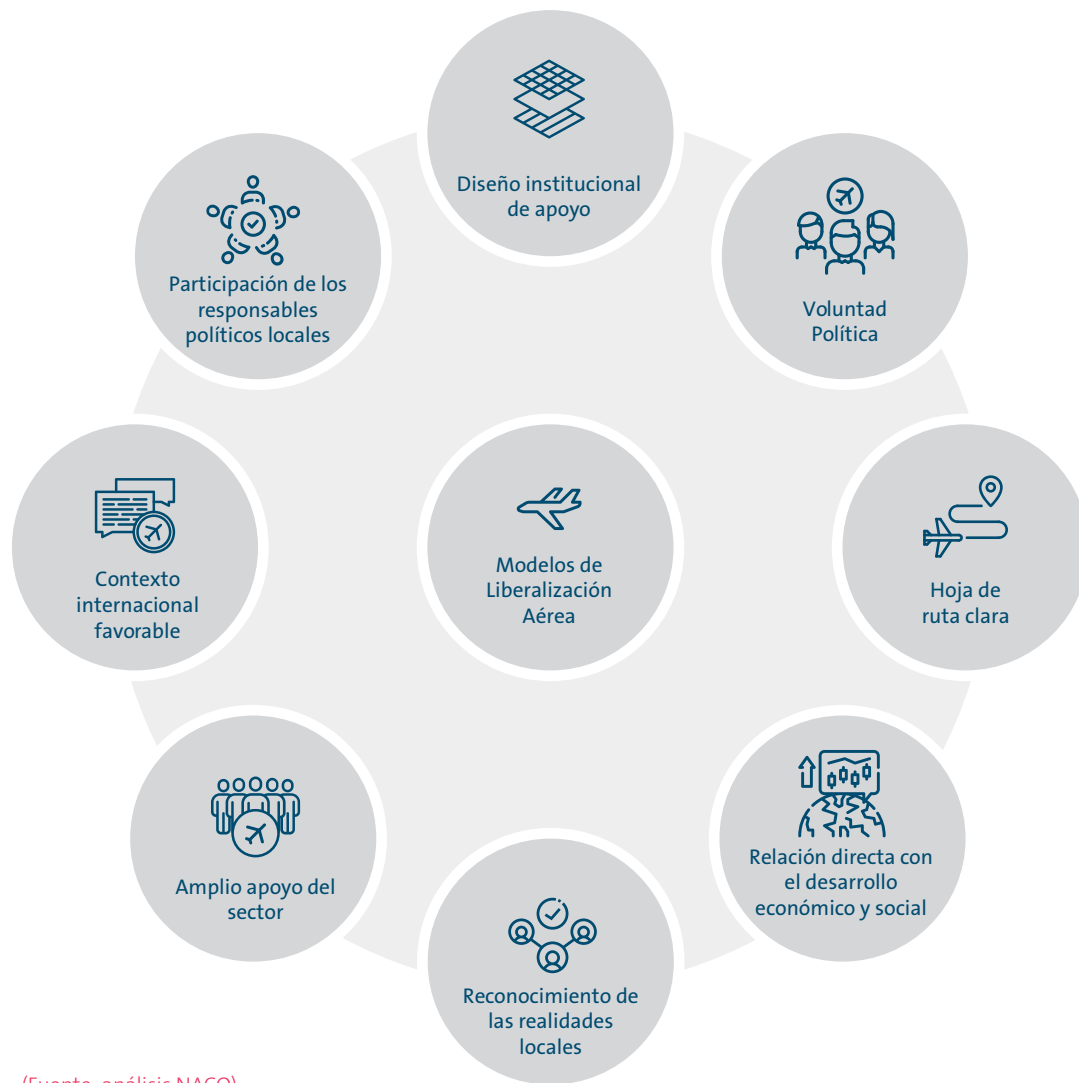 Diseño institucional
de apoyo
Participación de los
responsables
políticos locales
Voluntad
Política
Contexto
internacional
favorable
Modelos de
Liberalización
Aérea
Hoja de
ruta clara
Amplio apoyo del
sector
Relación directa con
el desarrollo
económico y social
Reconocimiento de
las realidades
locales
(Fuente, análisis NACO)